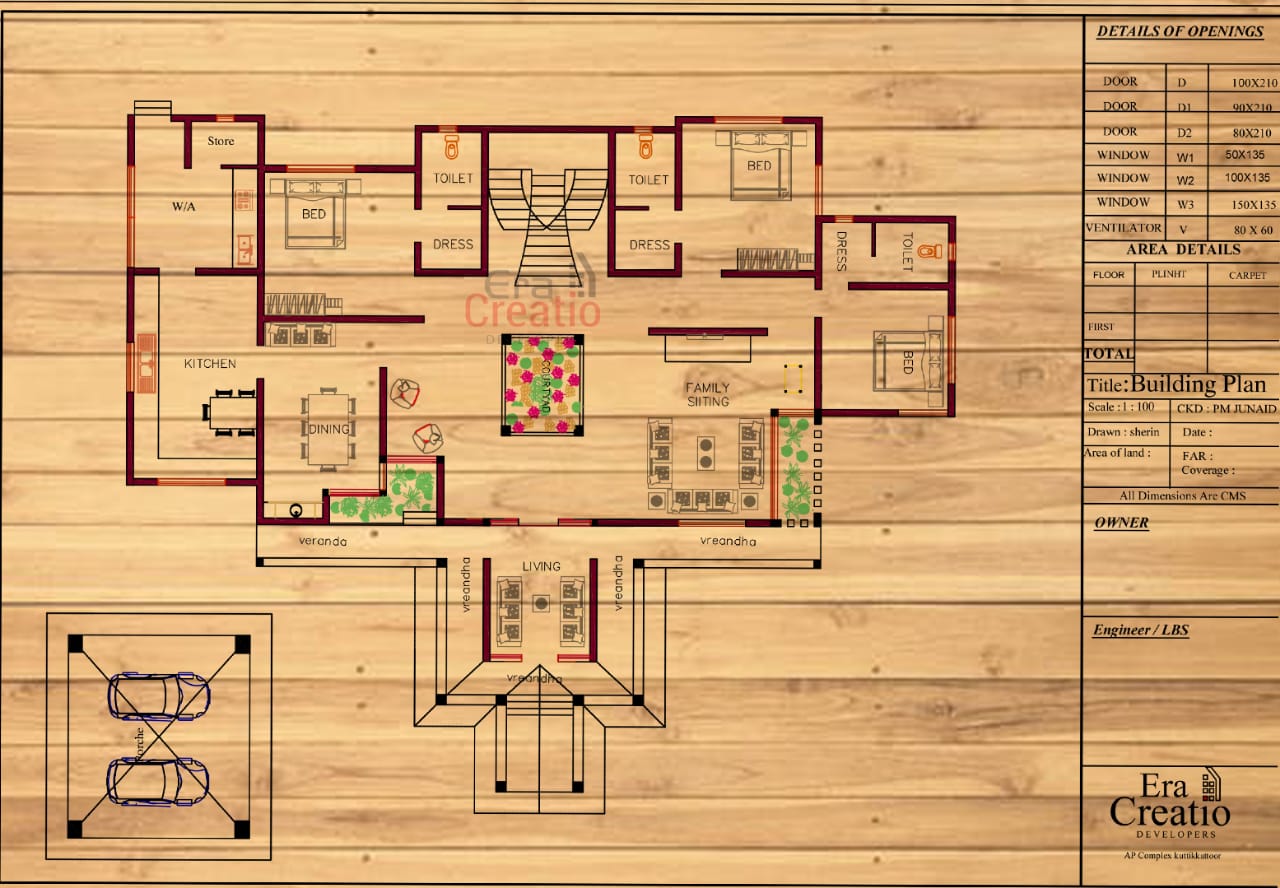 Store
W/A
BED
TOILET
DRESS
TOILET
DRESS
BED
DRESS
TOILET
BED
Era
Creatio
KITCHEN
DINING
COURTYAD
FAMILY
SIITING
veranda
vreandha
vreandha
LIVING
vreandha
vreandha
DETAILS OF OPENINGS
DOOR D 100X210
DOOR D1 90X210
DOOR D2 80X210
WINDOW W1 50X135
WINDOW W2 100X135
WINDOW W3 150X135
VENTILATOR V 80 X 60
AREA DETAILS
FLOOR PLINHT CARPET
FIRST
TOTAL
Title:Building Plan
Scale :1 : 100 CKD : PM JUNAID
Drawn : sherin Date :
Area of land : FAR :
Coverage :
All Dimensions Are CMS
OWNER
Engineer / LBS
Era
Creatio
DEVELOPERS
AP Complex kuttikkattoor